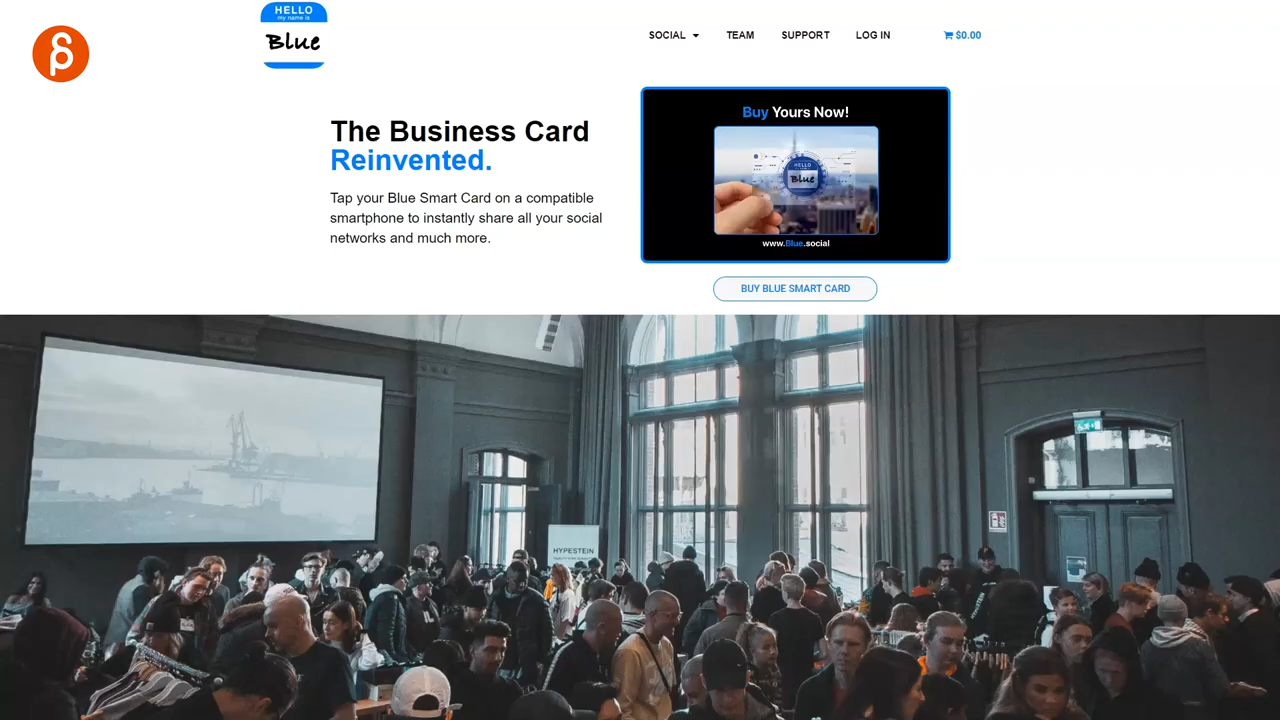 HELLO
my name is
Blue
SOCIAL
TEAM
SUPPORT
LOG IN
$0.00
The Business Card
Reinvented.
Tap your Blue Smart Card on a compatible
smartphone to instantly share all your social
networks and much more.
Buy Yours Now!
HELLO
Blue
www.Blue.social
BUY BLUE SMART CARD
HYPESTEIN